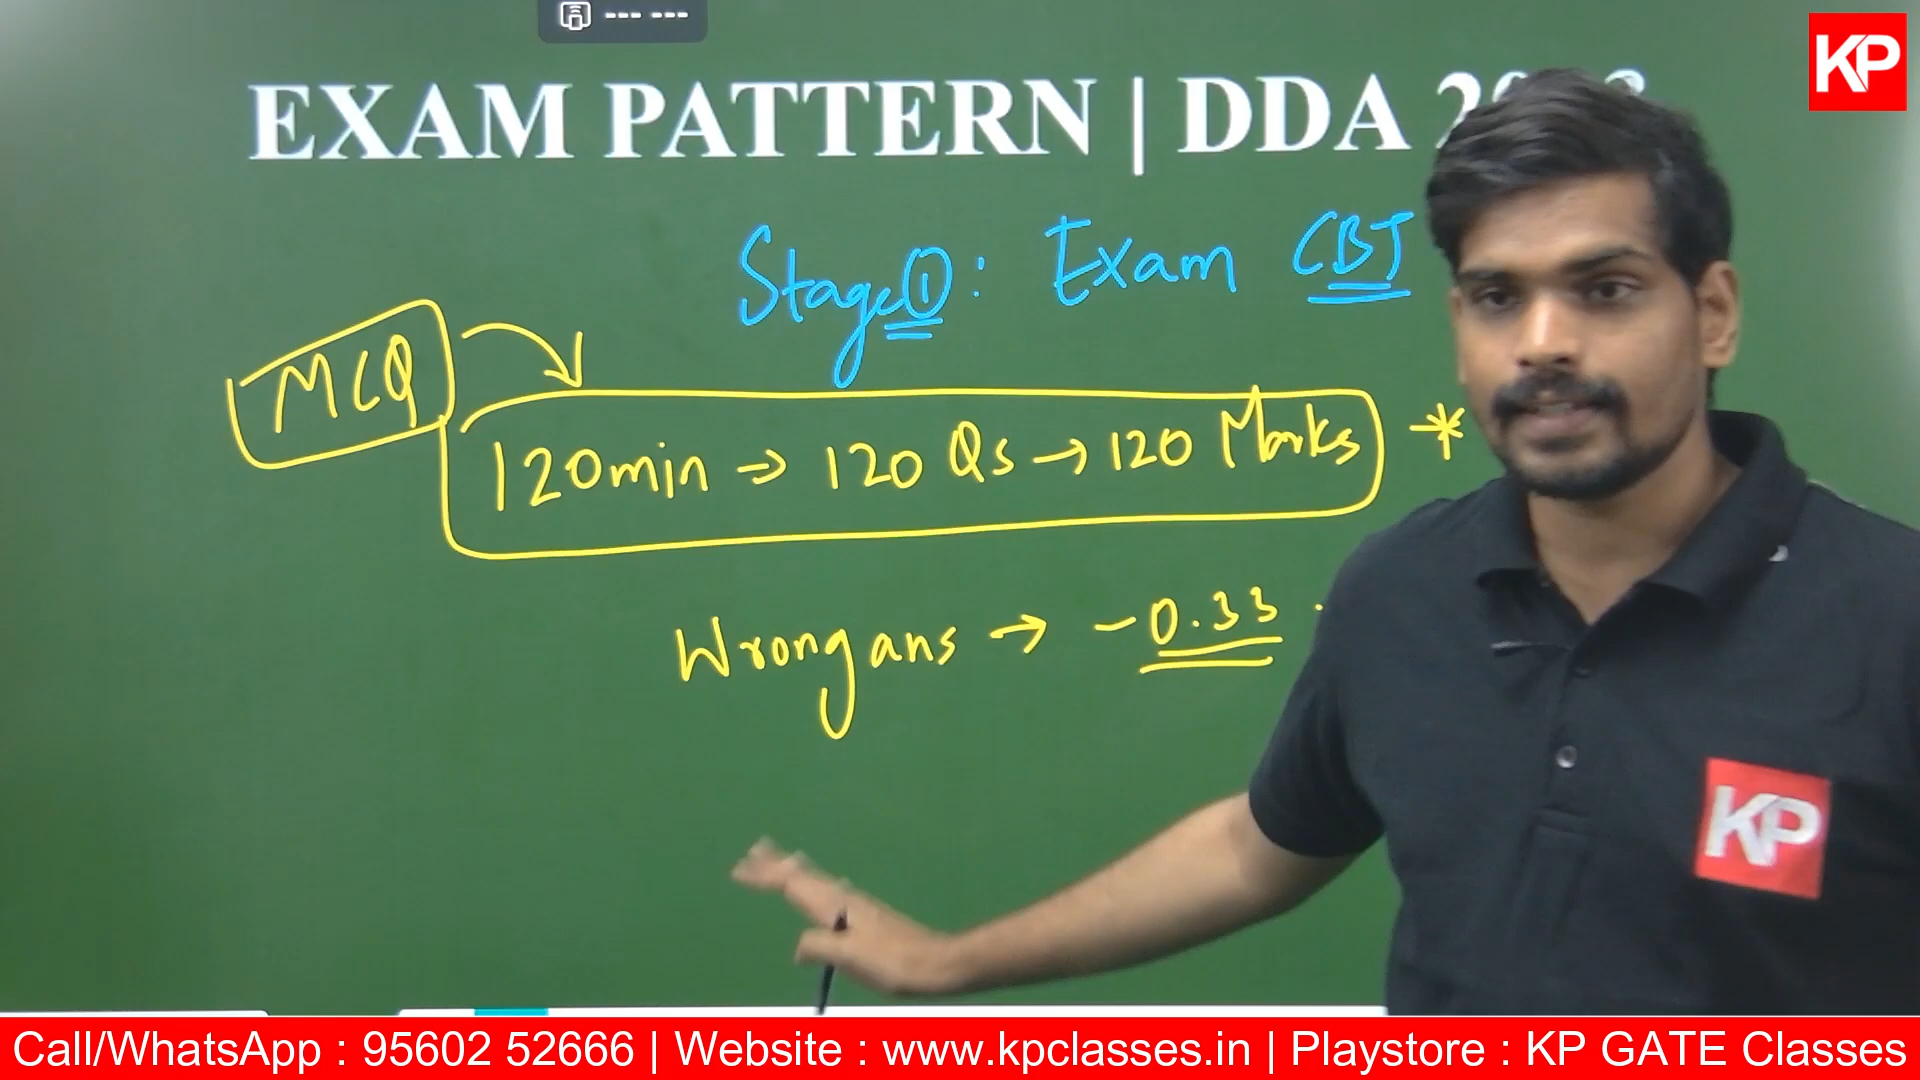 --- ---
KP
EXAM PATTERN | DDA
Stage ①: Exam CBT
MCQ
120min → 120 Qs → 120 Marks *
Wrong ans → -0.33
KP
Call/WhatsApp : 95602 52666 | Website : www.kpclasses.in | Playstore : KP GATE Classes